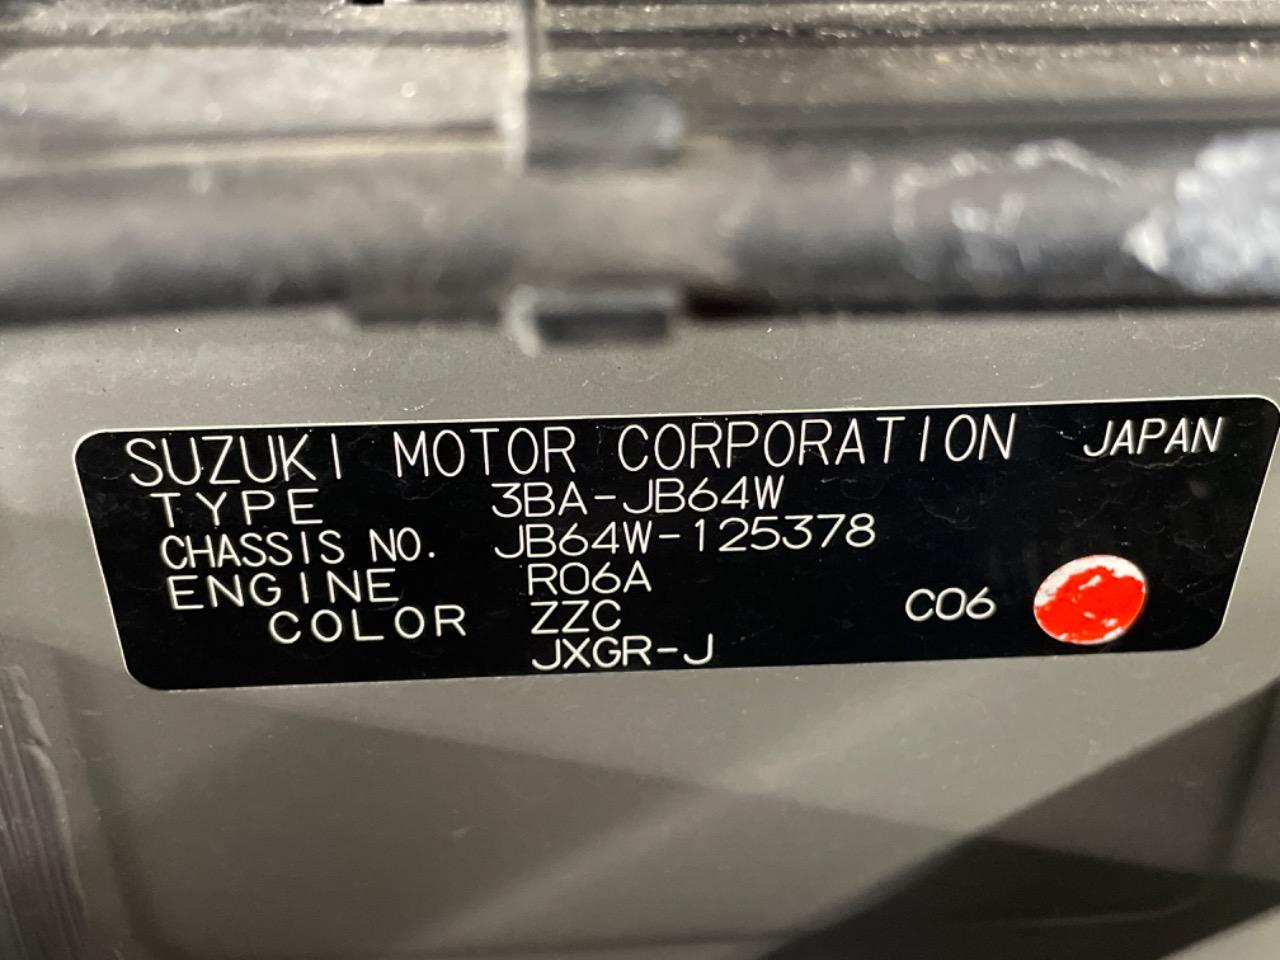 SUZUKI MOTOR CORPORATION JAPAN
TYPE 3BA-JB64W
CHASSIS NO. JB64W-125378
ENGINE R06A
COLOR ZZC C06
JXGR-J